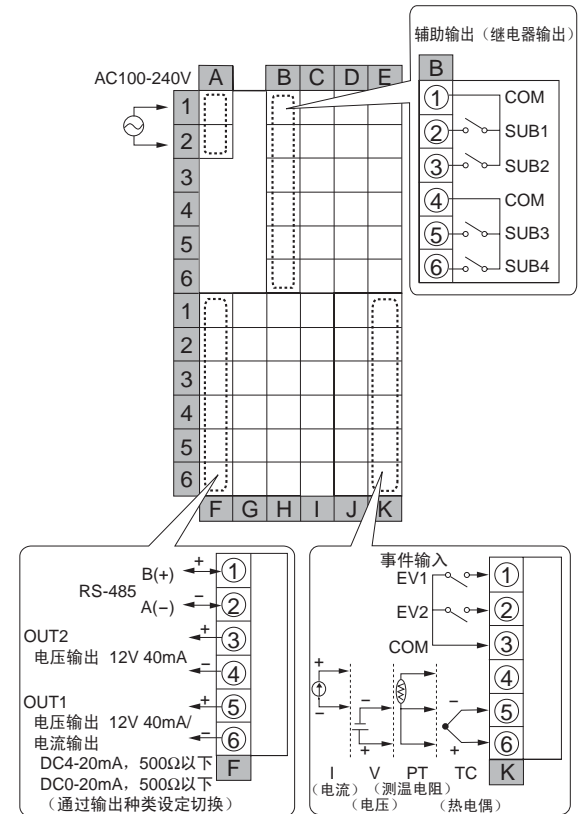 辅助输出（继电器输出）
B
① COM
② SUB1
③ SUB2
④ COM
⑤ SUB3
⑥ SUB4
AC100-240V A B C D E
1
2
3
4
5
6
1
2
3
4
5
6
F G H I J K
B(+) + ①
RS-485
A(−) − ②
OUT2 + ③
电压输出 12V 40mA − ④
OUT1 + ⑤
电压输出 12V 40mA/
电流输出 − ⑥
DC4-20mA，500Ω以下 F
DC0-20mA，500Ω以下
（通过输出种类设定切换）
事件输入
EV1 ①
EV2 ②
COM ③
④
+ − − ⑤
− + + ⑥
I V PT TC K
（电流）（测温电阻）
（电压） （热电偶）